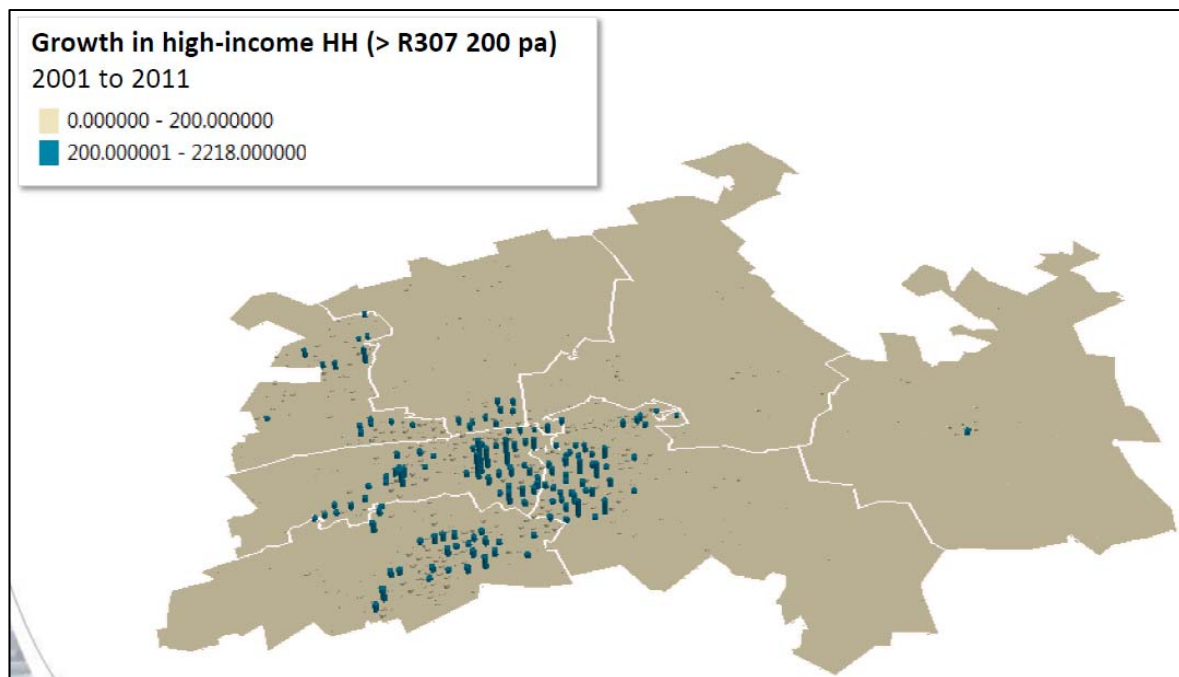 Growth in high-income HH (> R307 200 pa)
2001 to 2011
0.000000 - 200.000000
200.000001 - 2218.000000